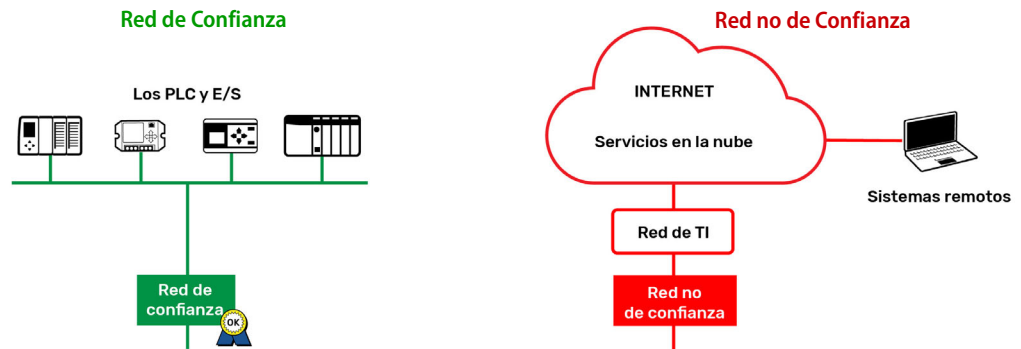 Red de Confianza
Red no de Confianza
Los PLC y E/S
INTERNET
Servicios en la nube
Sistemas remotos
Red de TI
Red de
confianza
OK
Red no
de confianza